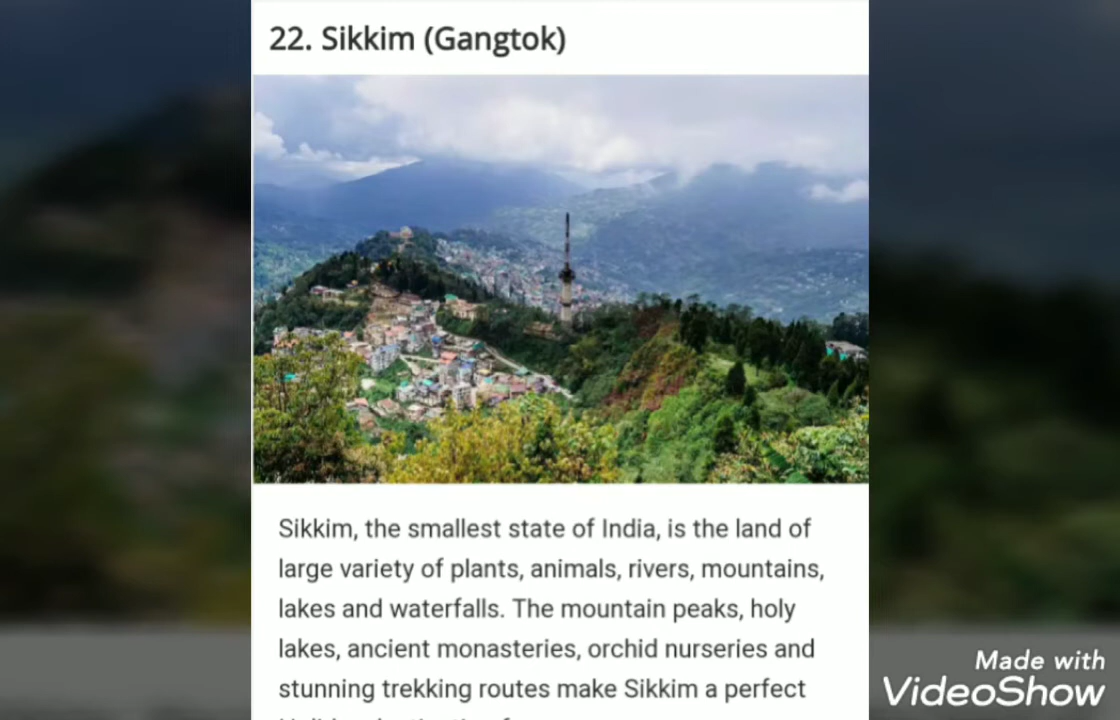 22. Sikkim (Gangtok)
Sikkim, the smallest state of India, is the land of
large variety of plants, animals, rivers, mountains,
lakes and waterfalls. The mountain peaks, holy
lakes, ancient monasteries, orchid nurseries and
stunning trekking routes make Sikkim a perfect
Made with
VideoShow